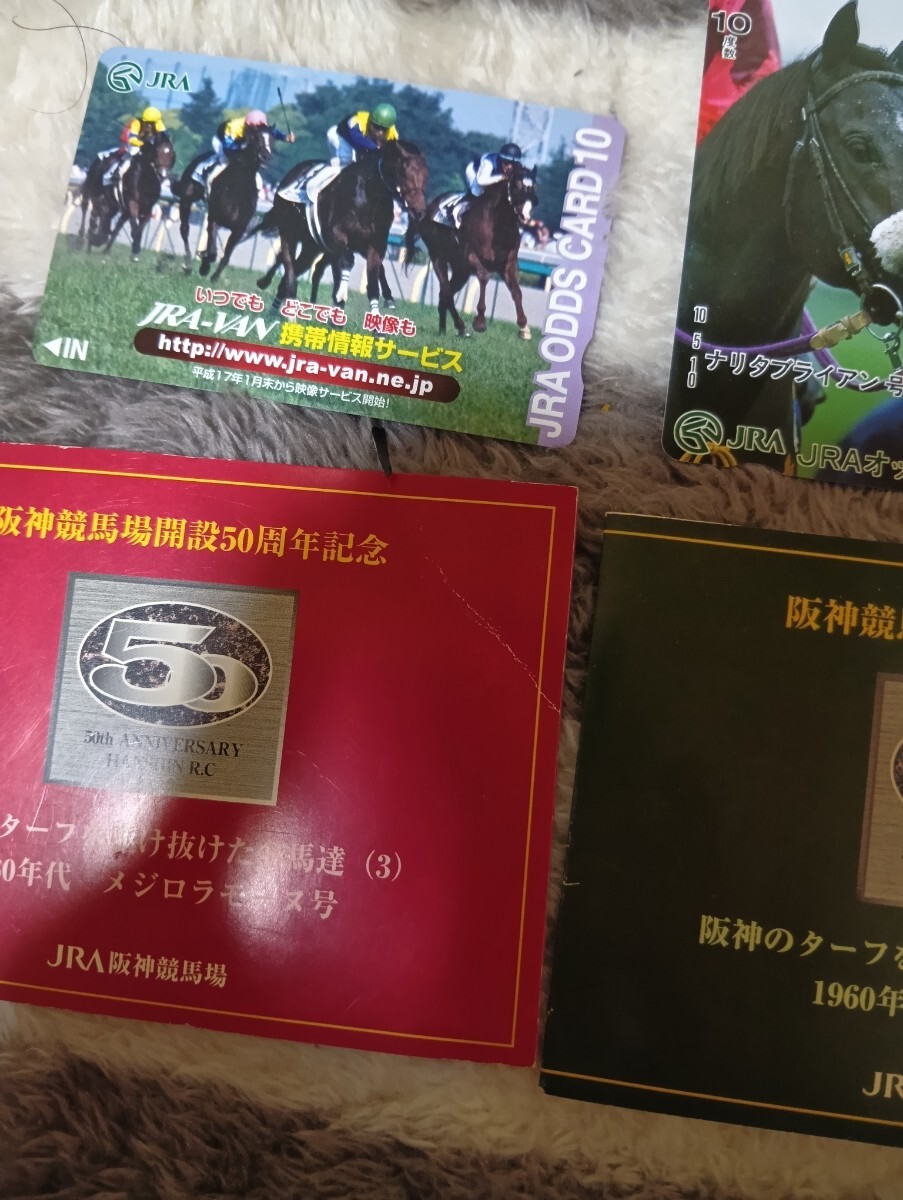 JRA
JRA ODDS CARD 10
いつでも どこでも 映像も
JRA-VAN 携帯情報サービス
http://www.jra-van.ne.jp
平成17年1月末から映像サービス開始!
◀IN
10
度数
10
5
1
0
ナリタブライアン号
JRA JRAオッ
阪神競馬場開設50周年記念
50
50th ANNIVERSARY
HANSHIN R.C
ターフを駆け抜けた 馬達(3)
0年代 メジロラモーヌ号
JRA阪神競馬場
阪神競
阪神のターフ
1960年
JR